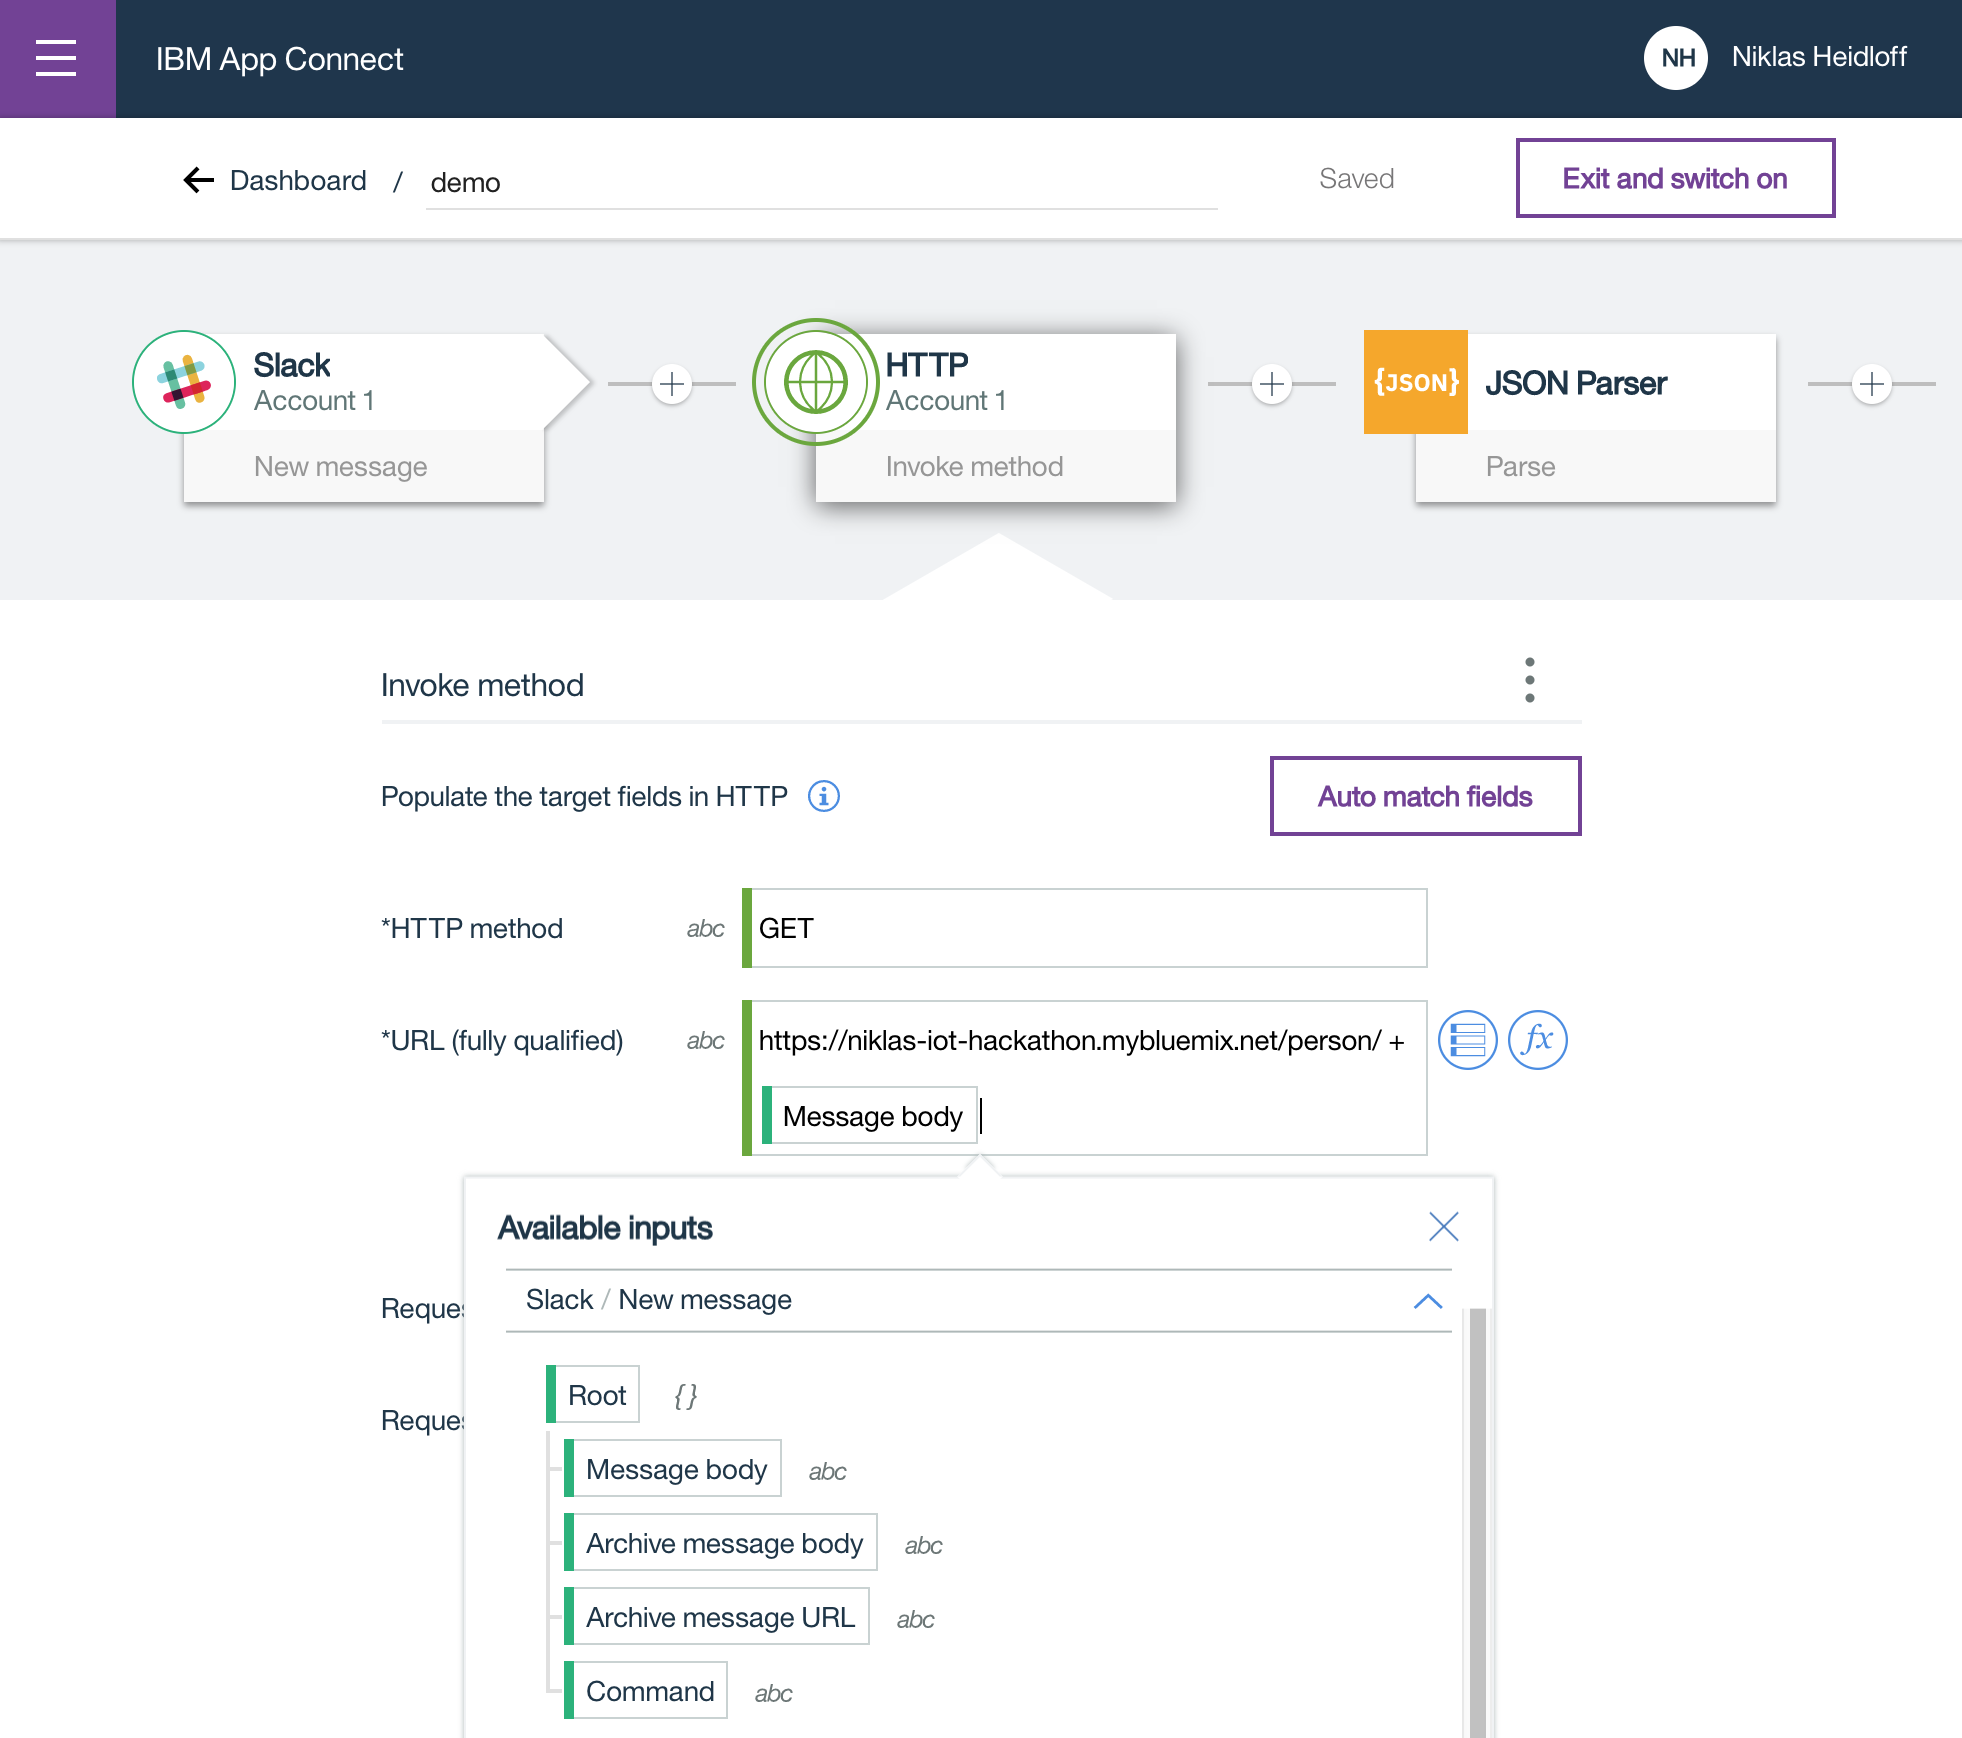 IBM App Connect
NH
Niklas Heidloff
Dashboard / demo
Saved
Exit and switch on
Slack
Account 1
New message
HTTP
Account 1
Invoke method
{JSON}
JSON Parser
Parse
Invoke method
Populate the target fields in HTTP
Auto match fields
*HTTP method
abc
GET
*URL (fully qualified)
abc
https://niklas-iot-hackathon.mybluemix.net/person/ +
fx
Message body
Available inputs
Slack / New message
Root
{}
Message body
abc
Archive message body
abc
Archive message URL
abc
Command
abc